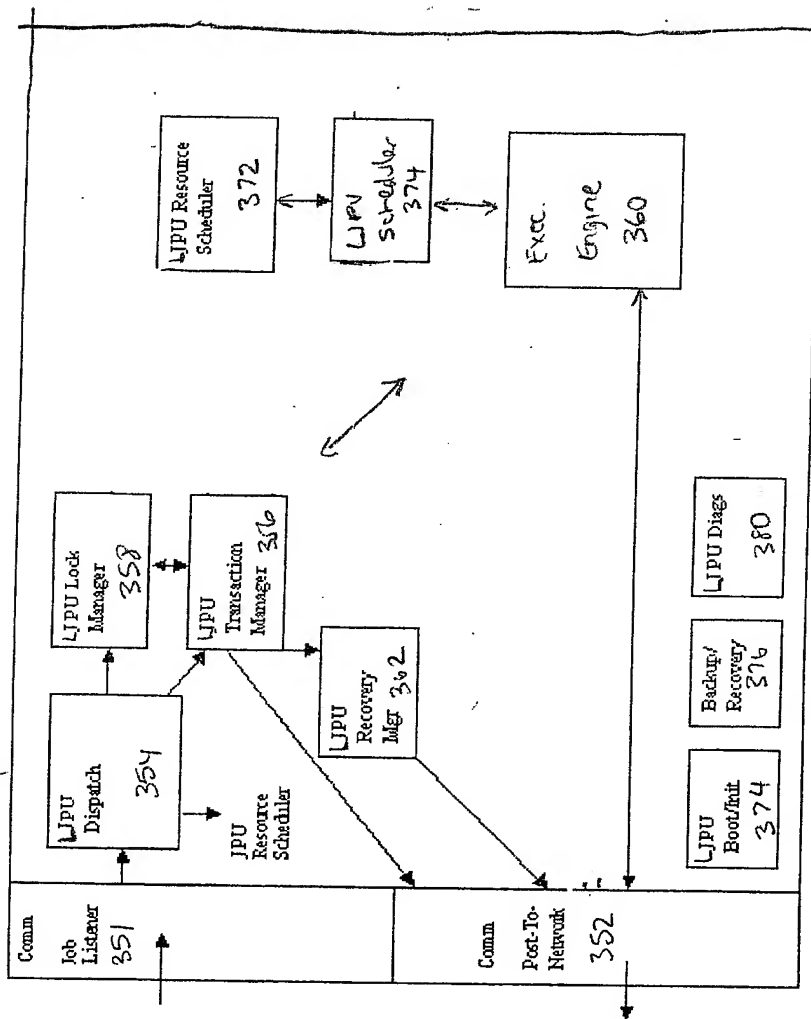 Comm
Job
Listener
351
LJPU
Dispatch
354
JPU
Resource
Scheduler
LJPU Lock
Manager
358
LJPU
Transaction
Manager 356
LJPU
Recovery
Mgr 362
LJPU Resource
Scheduler
372
LJPU
Scheduler
374
Exec.
Engine
360
Comm
Post-To-
Network
352
LJPU
Boot/Init
374
Backup/
Recovery
376
LJPU Diags
380